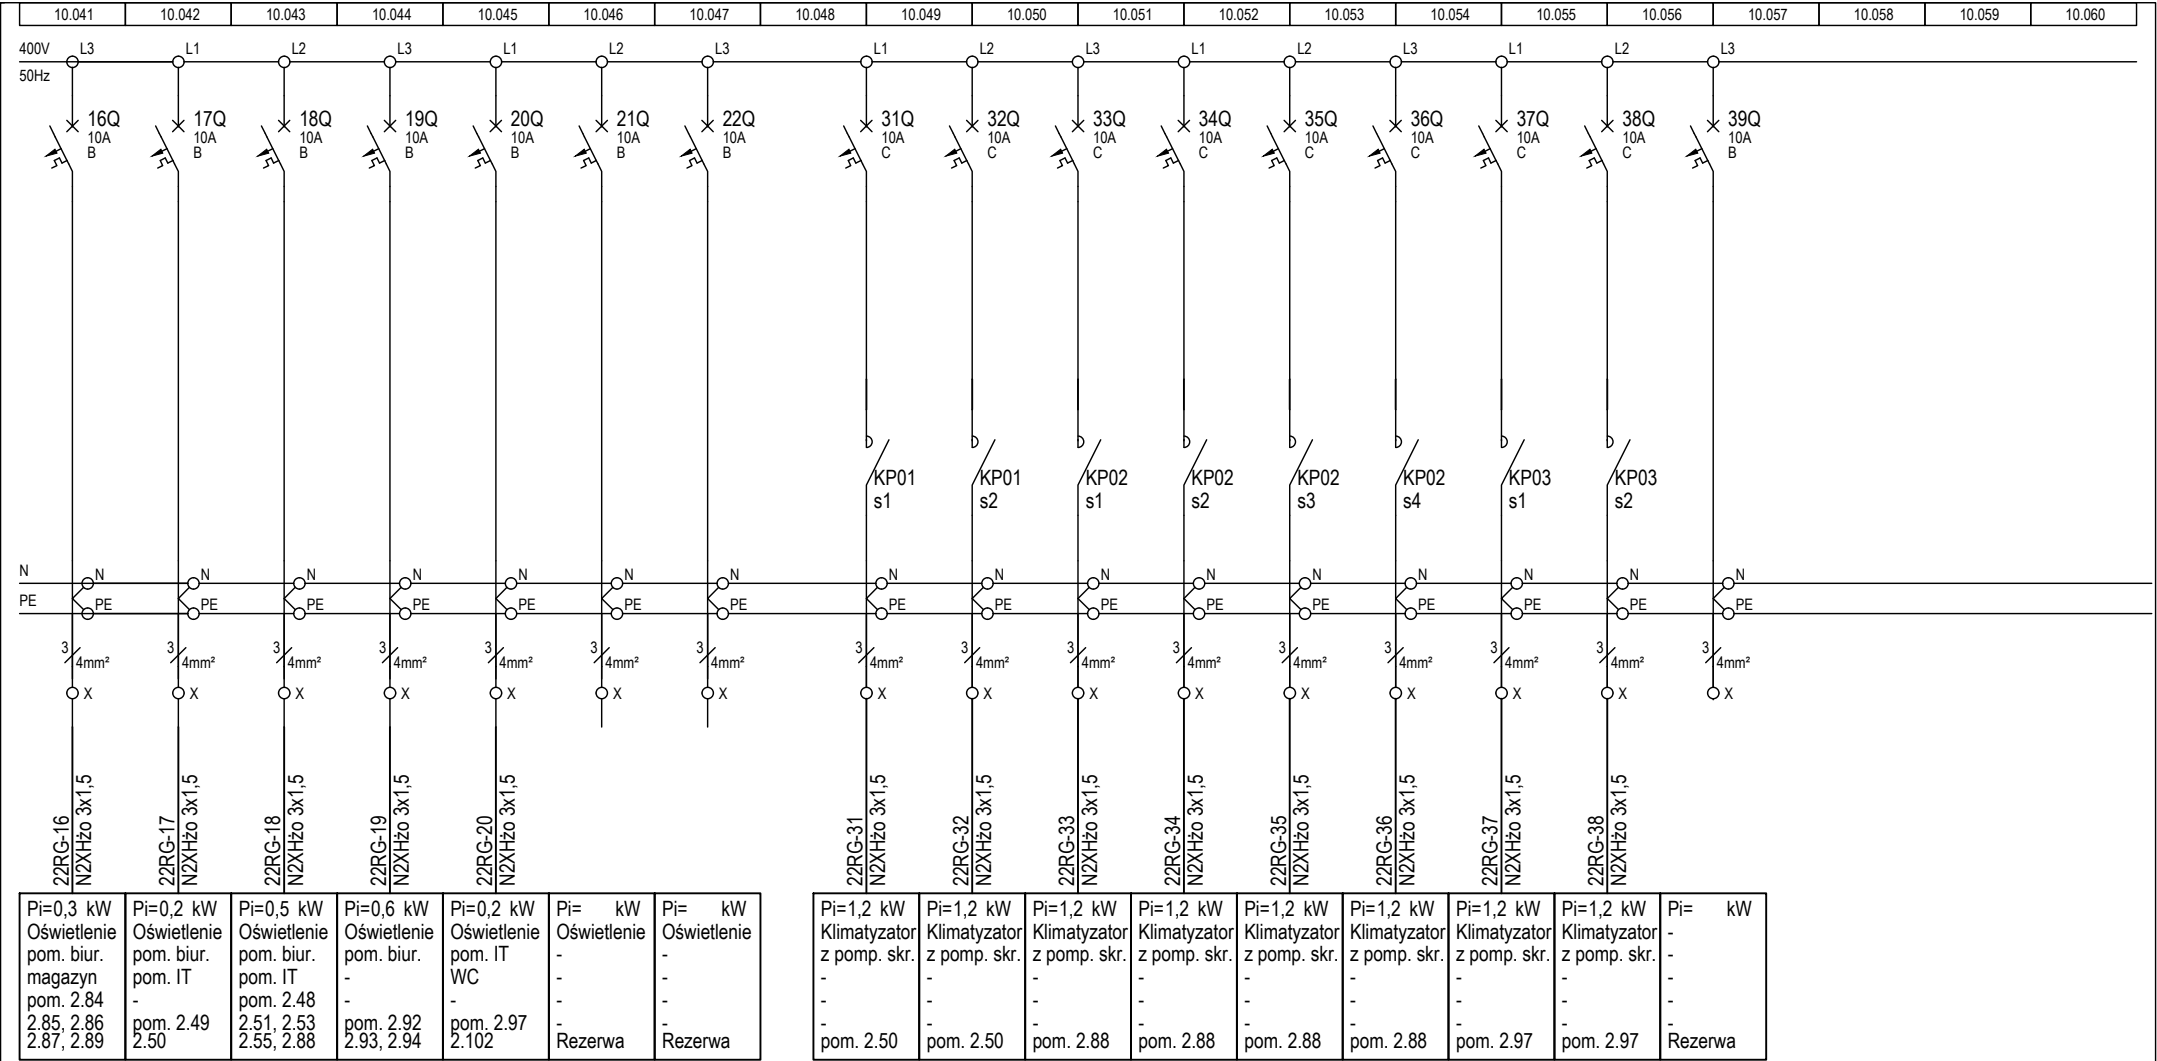 10.041 10.042 10.043 10.044 10.045 10.046 10.047 10.048 10.049 10.050 10.051 10.052 10.053 10.054 10.055 10.056 10.057 10.058 10.059 10.060
400V L3 L1 L2 L3 L1 L2 L3 L1 L2 L3 L1 L2 L3 L1 L2 L3
50Hz
16Q 17Q 18Q 19Q 20Q 21Q 22Q 31Q 32Q 33Q 34Q 35Q 36Q 37Q 38Q 39Q
10A 10A 10A 10A 10A 10A 10A 10A 10A 10A 10A 10A 10A 10A 10A 10A
B B B B B B B C C C C C C C C B
KP01 KP01 KP02 KP02 KP02 KP02 KP03 KP03
s1 s2 s1 s2 s3 s4 s1 s2
N N N N N N N N N N N N N N N N N
PE PE PE PE PE PE PE PE PE PE PE PE PE PE PE PE PE
3 3 3 3 3 3 3 3 3 3 3 3 3 3 3 3
4mm² 4mm² 4mm² 4mm² 4mm² 4mm² 4mm² 4mm² 4mm² 4mm² 4mm² 4mm² 4mm² 4mm² 4mm² 4mm²
X X X X X X X X X X X X X X X X
22RG-16
N2XHżo 3x1,5
22RG-17
N2XHżo 3x1,5
22RG-18
N2XHżo 3x1,5
22RG-19
N2XHżo 3x1,5
22RG-20
N2XHżo 3x1,5
22RG-31
N2XHżo 3x1,5
22RG-32
N2XHżo 3x1,5
22RG-33
N2XHżo 3x1,5
22RG-34
N2XHżo 3x1,5
22RG-35
N2XHżo 3x1,5
22RG-36
N2XHżo 3x1,5
22RG-37
N2XHżo 3x1,5
22RG-38
N2XHżo 3x1,5
Pi=0,3 kW
Oświetlenie
pom. biur.
magazyn
pom. 2.84
2.85, 2.86
2.87, 2.89
Pi=0,2 kW
Oświetlenie
pom. biur.
pom. IT
-
pom. 2.49
2.50
Pi=0,5 kW
Oświetlenie
pom. biur.
pom. IT
pom. 2.48
2.51, 2.53
2.55, 2.88
Pi=0,6 kW
Oświetlenie
pom. biur.
-
-
pom. 2.92
2.93, 2.94
Pi=0,2 kW
Oświetlenie
pom. IT
WC
-
pom. 2.97
2.102
Pi= kW
Oświetlenie
-
-
-
-
Rezerwa
Pi= kW
Oświetlenie
-
-
-
-
Rezerwa
Pi=1,2 kW
Klimatyzator
z pomp. skr.
-
-
-
pom. 2.50
Pi=1,2 kW
Klimatyzator
z pomp. skr.
-
-
-
pom. 2.50
Pi=1,2 kW
Klimatyzator
z pomp. skr.
-
-
-
pom. 2.88
Pi=1,2 kW
Klimatyzator
z pomp. skr.
-
-
-
pom. 2.88
Pi=1,2 kW
Klimatyzator
z pomp. skr.
-
-
-
pom. 2.88
Pi=1,2 kW
Klimatyzator
z pomp. skr.
-
-
-
pom. 2.88
Pi=1,2 kW
Klimatyzator
z pomp. skr.
-
-
-
pom. 2.97
Pi=1,2 kW
Klimatyzator
z pomp. skr.
-
-
-
pom. 2.97
Pi= kW
-
-
-
-
-
Rezerwa